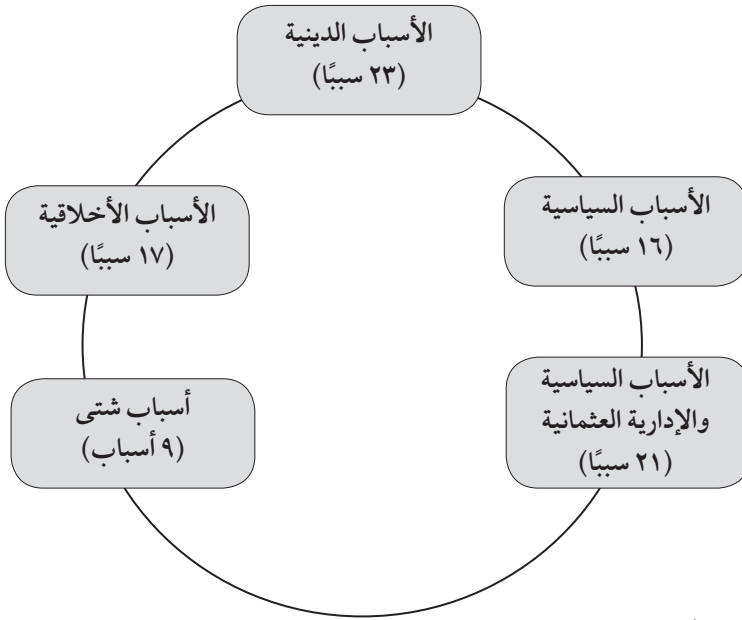 الأسباب الدينية
(٢٣ سببًا)
الأسباب السياسية
(١٦ سببًا)
الأسباب الأخلاقية
(١٧ سببًا)
الأسباب السياسية
والإدارية العثمانية
(٢١ سببًا)
أسباب شتى
(٩ أسباب)